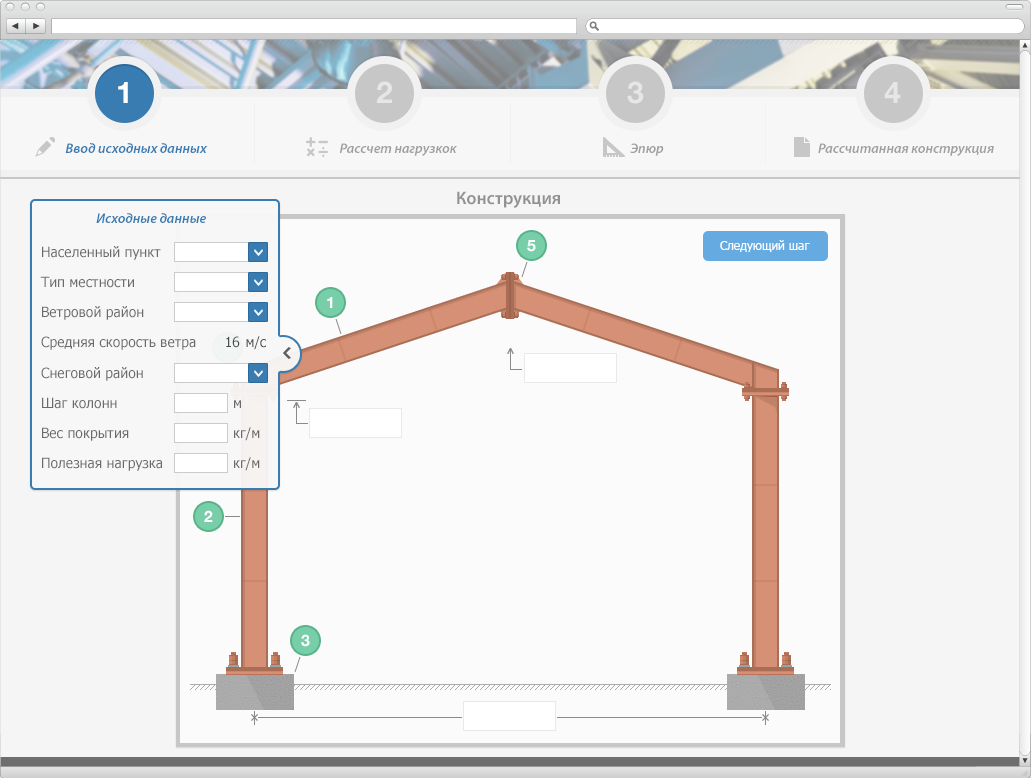 1
2
3
4
Ввод исходных данных
Рассчет нагрузкок
Эпюр
Рассчитанная конструкция
Конструкция
Исходные данные
Населенный пункт
Тип местности
Ветровой район
Средняя скорость ветра 16 м/с
Снеговой район
Шаг колонн м
Вес покрытия кг/м
Полезная нагрузка кг/м
Следующий шаг
5
1
2
3